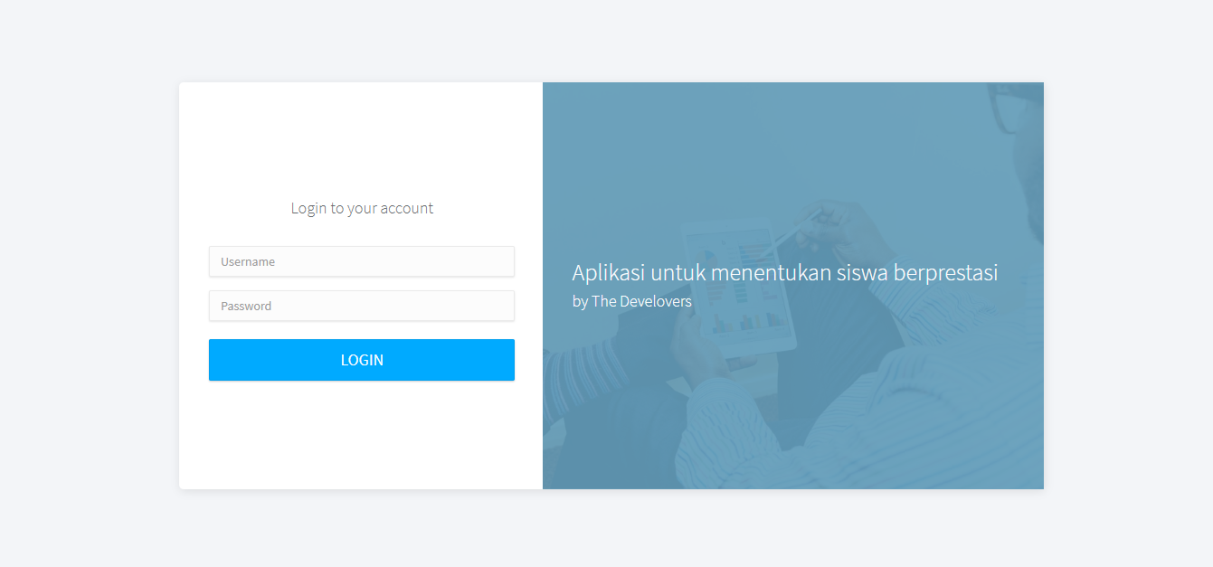 Login to your account
Username
Password
LOGIN
Aplikasi untuk menentukan siswa berprestasi
by The Develovers